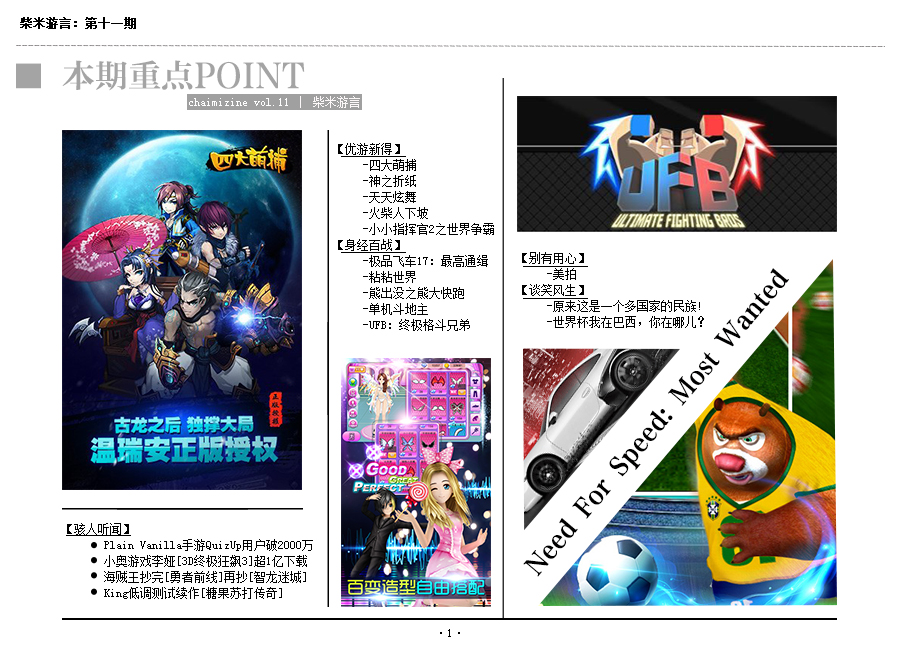 柴米游言：第十一期
本期重点POINT
chaimizine vol.11 | 柴米游言
四大萌捕
正版授权
古龙之后 独撑大局
温瑞安正版授权
【骇人听闻】
● Plain Vanilla手游QuizUp用户破2000万
● 小奥游戏李娅[3D终极狂飙3]超1亿下载
● 海贼王抄完[勇者前线]再抄[智龙迷城]
● King低调测试续作[糖果苏打传奇]
【优游新得】
-四大萌捕
-神之折纸
-天天炫舞
-火柴人下坡
-小小指挥官2之世界争霸
【身经百战】
-极品飞车17：最高通缉
-粘粘世界
-熊出没之熊大快跑
-单机斗地主
-UFB：终极格斗兄弟
GOOD
GREAT
PERFECT
百变造型自由搭配
UFB
ULTIMATE FIGHTING BROS
【别有用心】
-美拍
【谈笑风生】
-原来这是一个多国家的民族!
-世界杯我在巴西，你在哪儿？
Need For Speed: Most Wanted
·1·